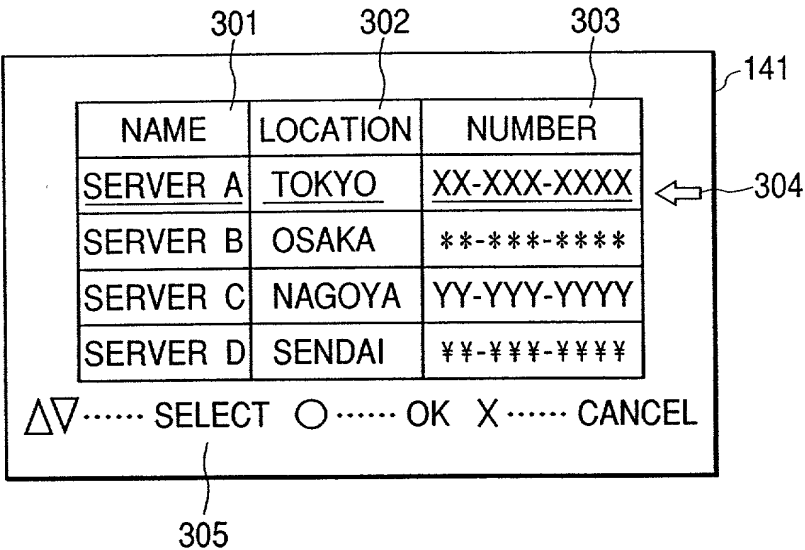 301 302 303
141
NAME LOCATION NUMBER
SERVER A TOKYO XX-XXX-XXXX
304
SERVER B OSAKA **-***-****
SERVER C NAGOYA YY-YYY-YYYY
SERVER D SENDAI ¥¥-¥¥¥-¥¥¥¥
△▽······ SELECT ○······ OK X ······ CANCEL
305